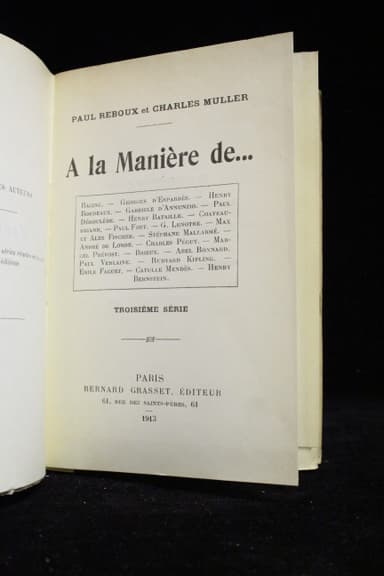 PAUL REBOUX et CHARLES MULLER
A la Manière de...
RACINE. — GEORGES D'ESPARBÈS. — HENRY
BORDEAUX. — GABRIELE D'ANNUNZIO. — PAUL
DÉROULÈDE. — HENRY BATAILLE. — CHATEAU-
BRIAND. — PAUL FORT. — G. LENOTRE. — MAX
ET ALEX FISCHER. — STÉPHANE MALLARMÉ. —
ANDRÉ DE LORDE. — CHARLES PÉGUY. — MAR-
CEL PRÉVOST. — BRIEUX. — ABEL BONNARD.
PAUL VERLAINE. — RUDYARD KIPLING. —
EMILE FAGUET. — CATULLE MENDÈS. — HENRY
BERNSTEIN.
TROISIÈME SÉRIE
PARIS
BERNARD GRASSET, ÉDITEUR
61, RUE DES SAINTS-PÈRES, 61
1913
AUTEURS